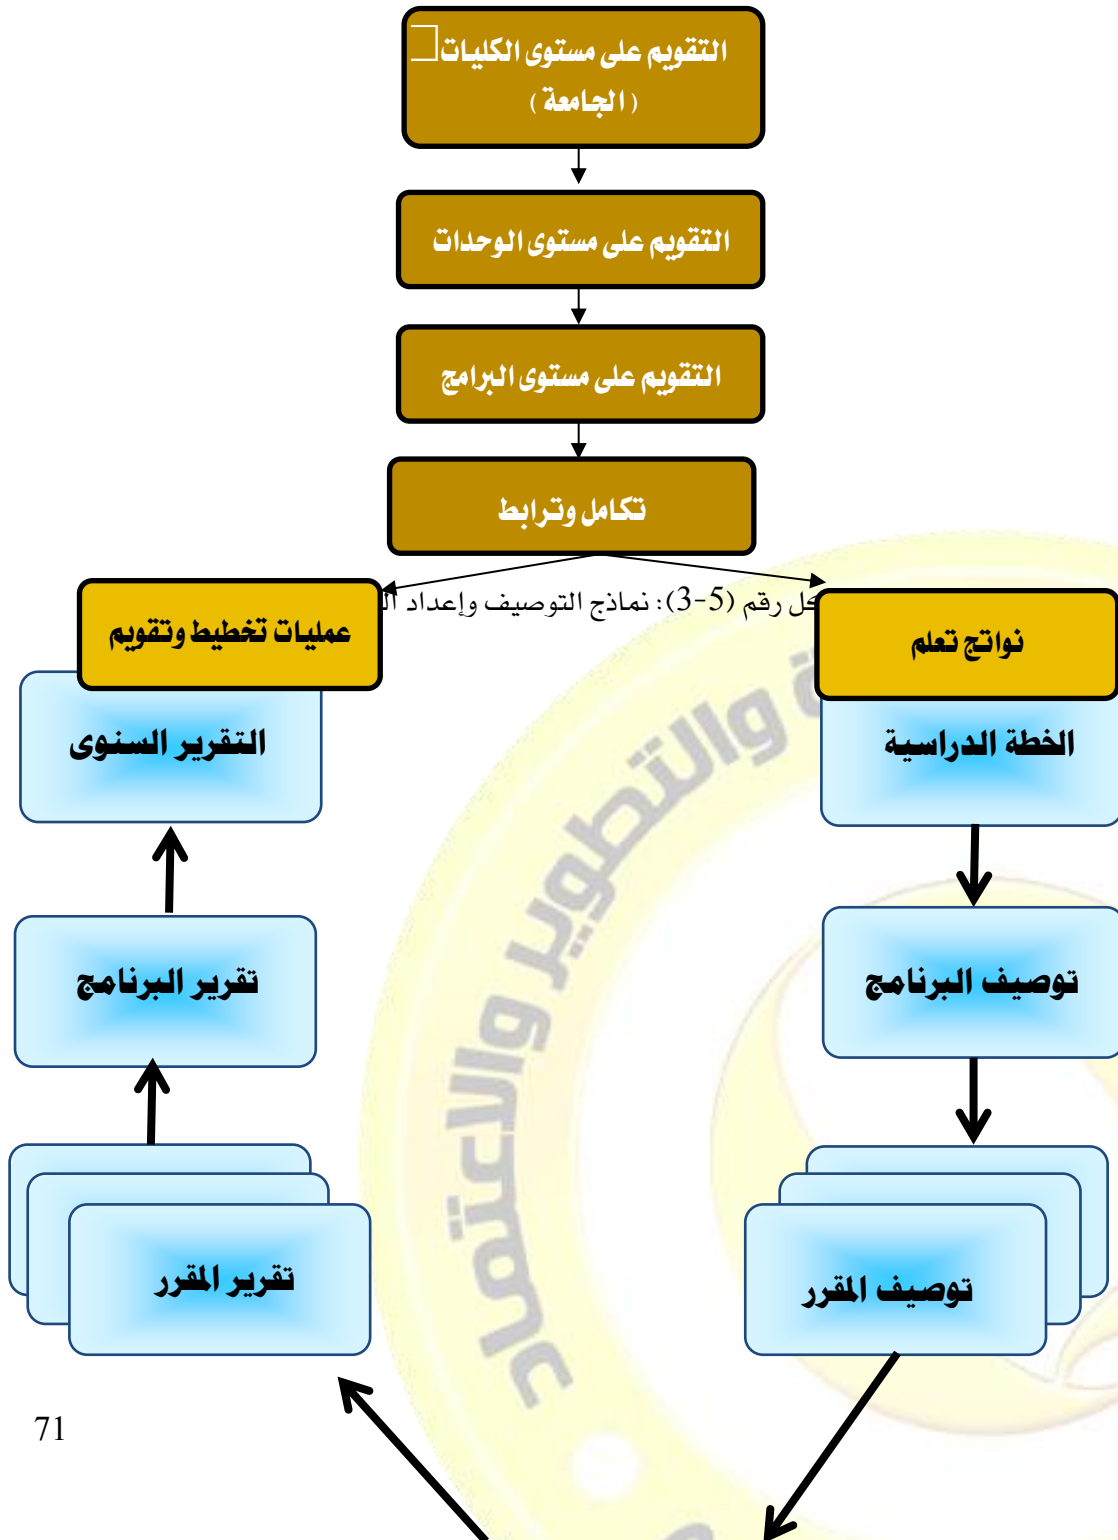 التقويم على مستوى الكليات
(الجامعة)
التقويم على مستوى الوحدات
التقويم على مستوى البرامج
تكامل وترابط
كل رقم (5-3): نماذج التوصيف وإعداد
نواتج تعلم
عمليات تخطيط وتقويم
الخطة الدراسية
التقرير السنوى
توصيف البرنامج
تقرير البرنامج
توصيف المقرر
تقرير المقرر
والتطوير والاعتماد
71